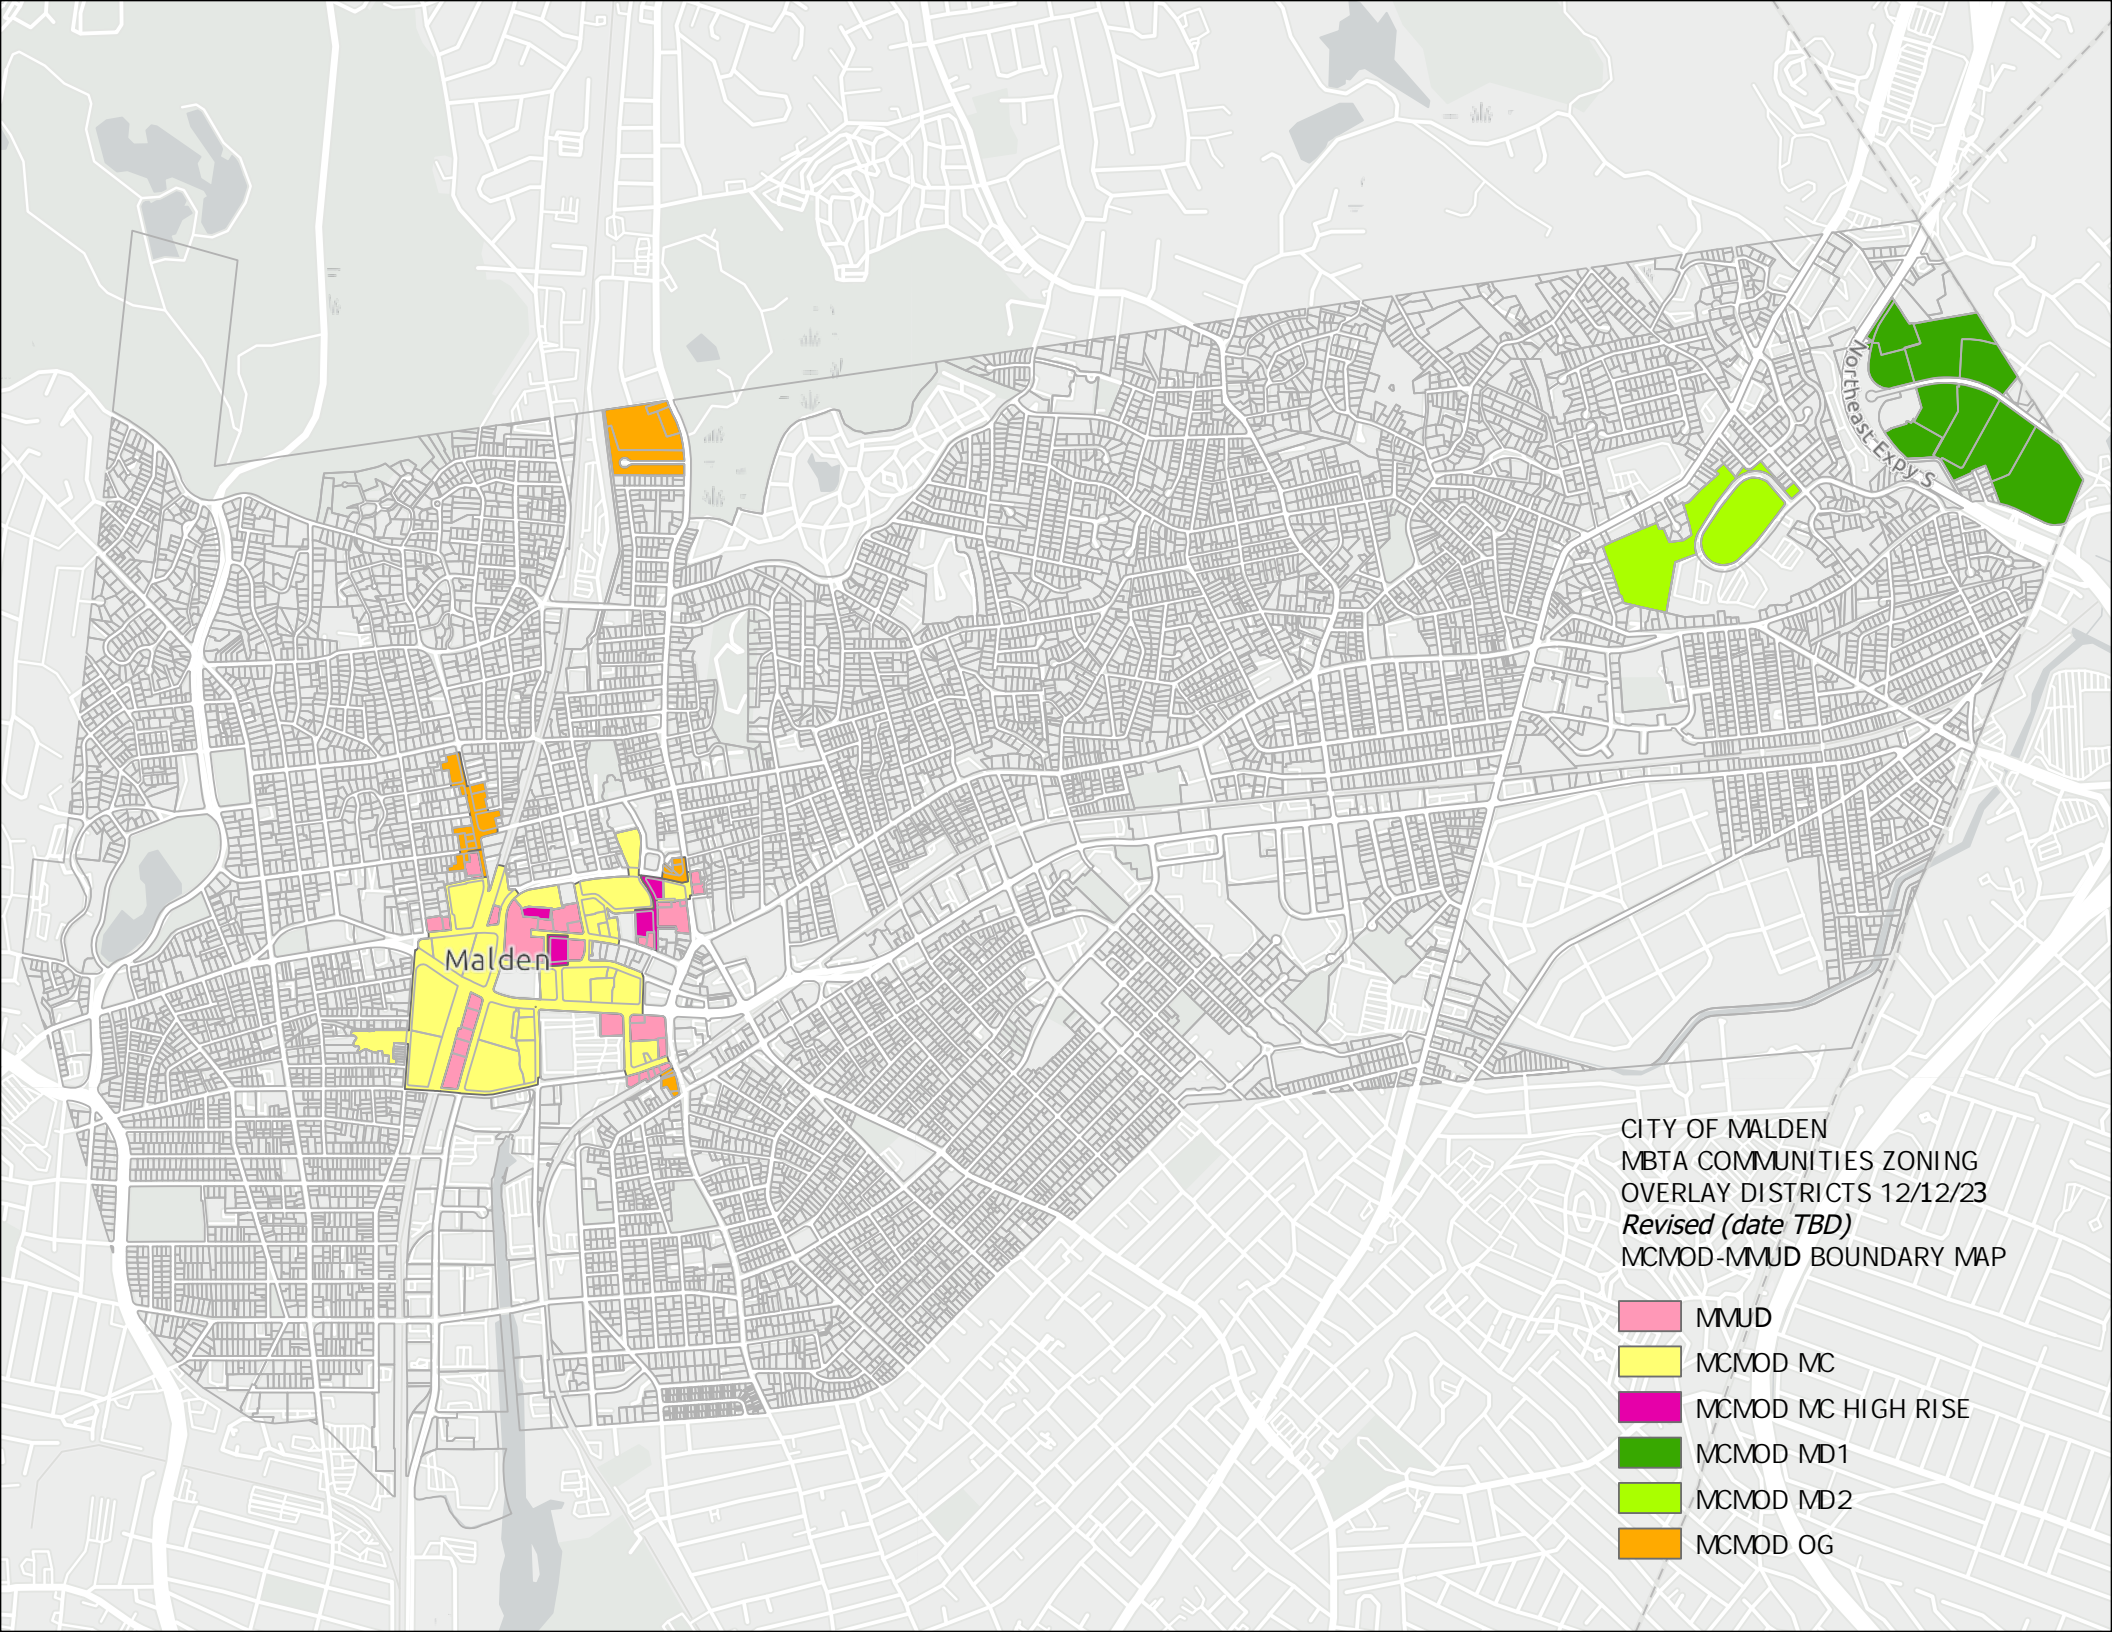 Northeast Expy S
Malden
CITY OF MALDEN
MBTA COMMUNITIES ZONING
OVERLAY DISTRICTS 12/12/23
Revised (date TBD)
MCMOD-MMUD BOUNDARY MAP
MMUD
MCMOD MC
MCMOD MC HIGH RISE
MCMOD MD1
MCMOD MD2
MCMOD OG